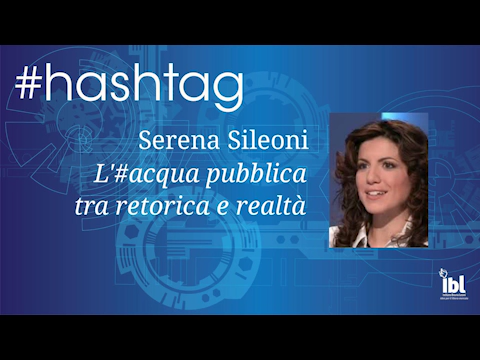 #hashtag
Serena Sileoni
L'#acqua pubblica
tra retorica e realtà
ibl